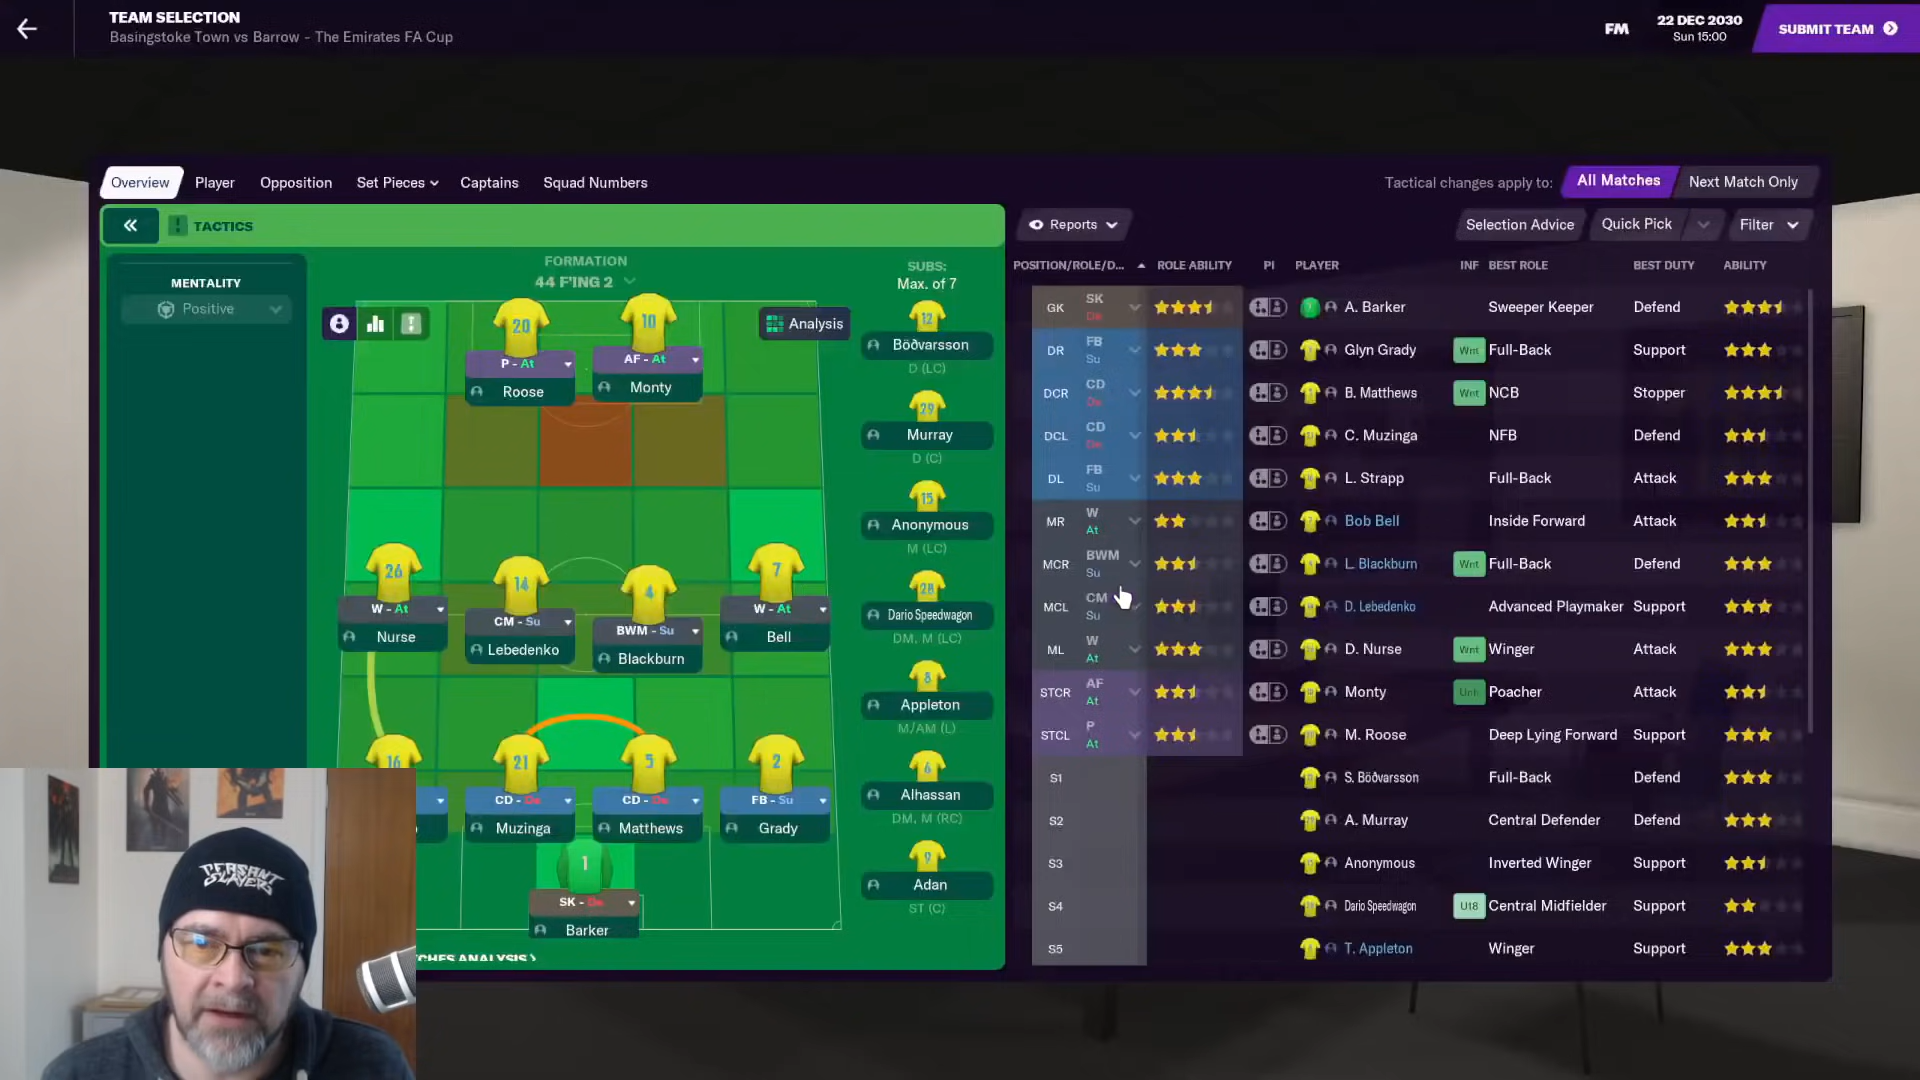 TEAM SELECTION
Basingstoke Town vs Barrow - The Emirates FA Cup
FM
22 DEC 2030
Sun 15:00
SUBMIT TEAM
Overview
Player
Opposition
Set Pieces
Captains
Squad Numbers
Tactical changes apply to:
All Matches
Next Match Only
TACTICS
MENTALITY
Positive
FORMATION
44 F'ING 2
Analysis
20
P - At
Roose
10
AF - At
Monty
26
W - At
Nurse
14
CM - Su
Lebedenko
4
BWM - Su
Blackburn
7
W - At
Bell
16
21
CD - De
Muzinga
5
CD - De
Matthews
2
FB - Su
Grady
1
SK - De
Barker
SUBS:
Max. of 7
12
Böðvarsson
D (LC)
29
Murray
D (C)
15
Anonymous
M (LC)
28
Dario Speedwagon
DM, M (LC)
8
Appleton
M/AM (L)
6
Alhassan
DM, M (RC)
9
Adan
ST (C)
Reports
Selection Advice
Quick Pick
Filter
POSITION/ROLE/D... ROLE ABILITY PI PLAYER INF BEST ROLE BEST DUTY ABILITY
GK SK De A. Barker Sweeper Keeper Defend
DR FB Su Glyn Grady Wnt Full-Back Support
DCR CD De B. Matthews Wnt NCB Stopper
DCL CD De C. Muzinga NFB Defend
DL FB Su L. Strapp Full-Back Attack
MR W At Bob Bell Inside Forward Attack
MCR BWM Su L. Blackburn Wnt Full-Back Defend
MCL CM Su D. Lebedenko Advanced Playmaker Support
ML W At D. Nurse Wnt Winger Attack
STCR AF At Monty Unh Poacher Attack
STCL P At M. Roose Deep Lying Forward Support
S1 S. Böðvarsson Full-Back Defend
S2 A. Murray Central Defender Defend
S3 Anonymous Inverted Winger Support
S4 Dario Speedwagon U18 Central Midfielder Support
S5 T. Appleton Winger Support
PEASANT
SLAYER